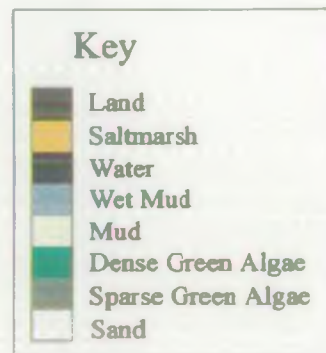 Key
Land
Saltmarsh
Water
Wet Mud
Mud
Dense Green Algae
Sparse Green Algae
Sand